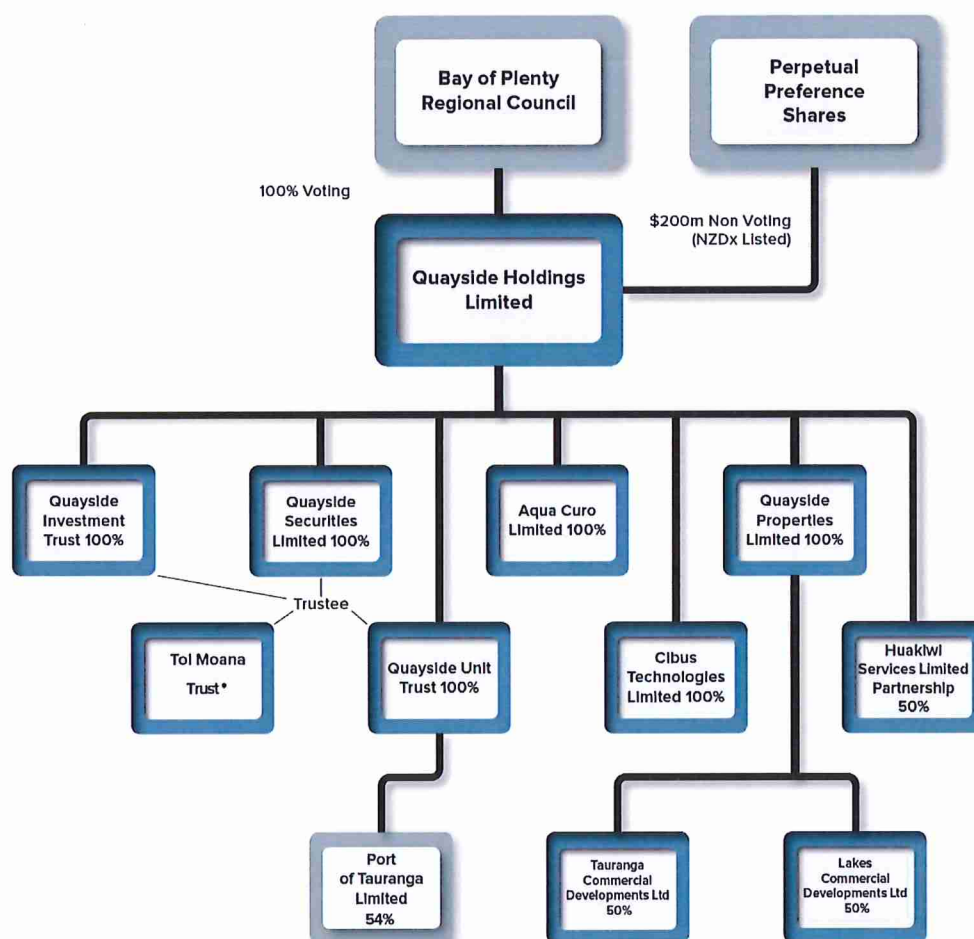 Bay of Plenty
Regional Council
Perpetual
Preference
Shares
100% Voting
$200m Non Voting
(NZDx Listed)
Quayside Holdings
Limited
Quayside
Investment
Trust 100%
Quayside
Securities
Limited 100%
Aqua Curo
Limited 100%
Quayside
Properties
Limited 100%
Trustee
Toi Moana
Trust*
Quayside Unit
Trust 100%
Cibus
Technologies
Limited 100%
Huakiwi
Services Limited
Partnership
50%
Port
of Tauranga
Limited
54%
Tauranga
Commercial
Developments Ltd
50%
Lakes
Commercial
Developments Ltd
50%